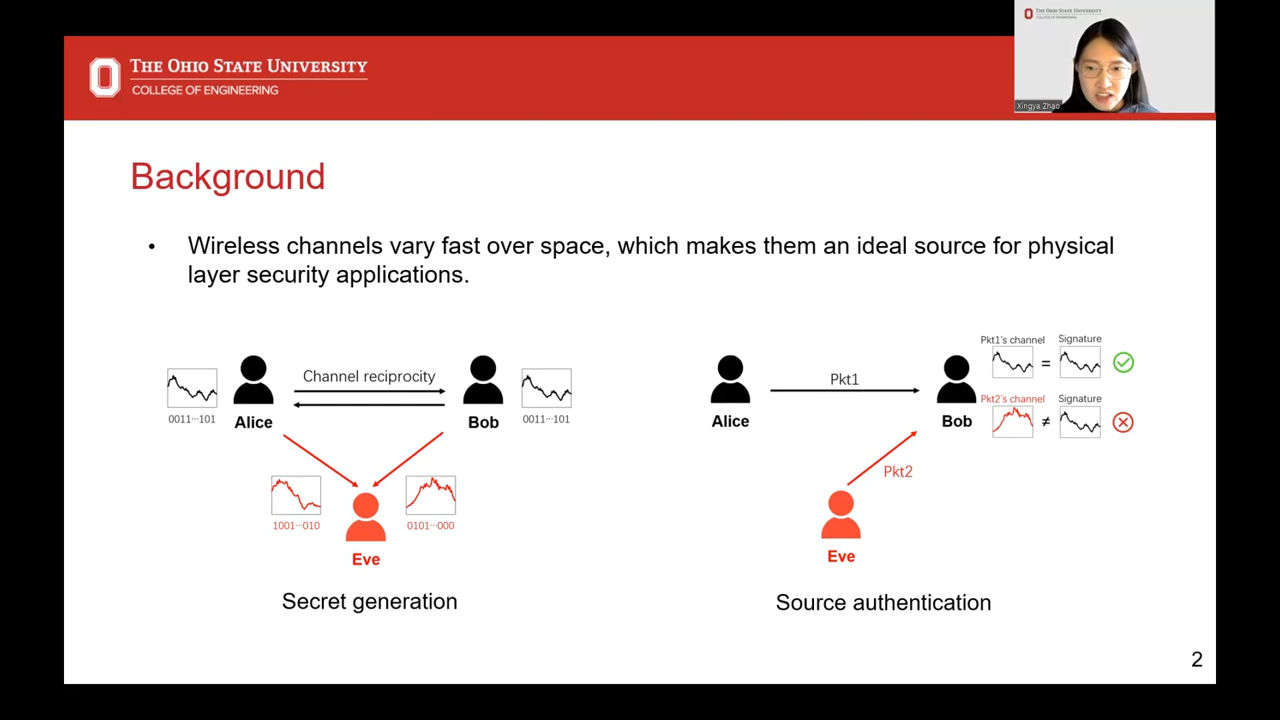 THE OHIO STATE UNIVERSITY
COLLEGE OF ENGINEERING
THE OHIO STATE UNIVERSITY
COLLEGE OF ENGINEERING
Xingya Zhao
Background
• Wireless channels vary fast over space, which makes them an ideal source for physical
layer security applications.
Channel reciprocity
0011···101
Alice
Bob
0011···101
1001···010
0101···000
Eve
Secret generation
Pkt1's channel
Signature
=
Pkt1
Alice
Bob
Pkt2's channel
Signature
≠
Pkt2
Eve
Source authentication
2